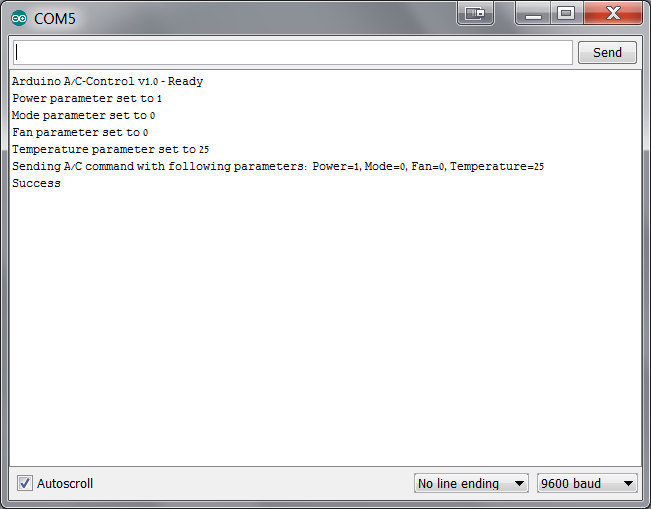 COM5
Send
Arduino A/C-Control v1.0 - Ready
Power parameter set to 1
Mode parameter set to 0
Fan parameter set to 0
Temperature parameter set to 25
Sending A/C command with following parameters: Power=1, Mode=0, Fan=0, Temperature=25
Success
Autoscroll
No line ending
9600 baud